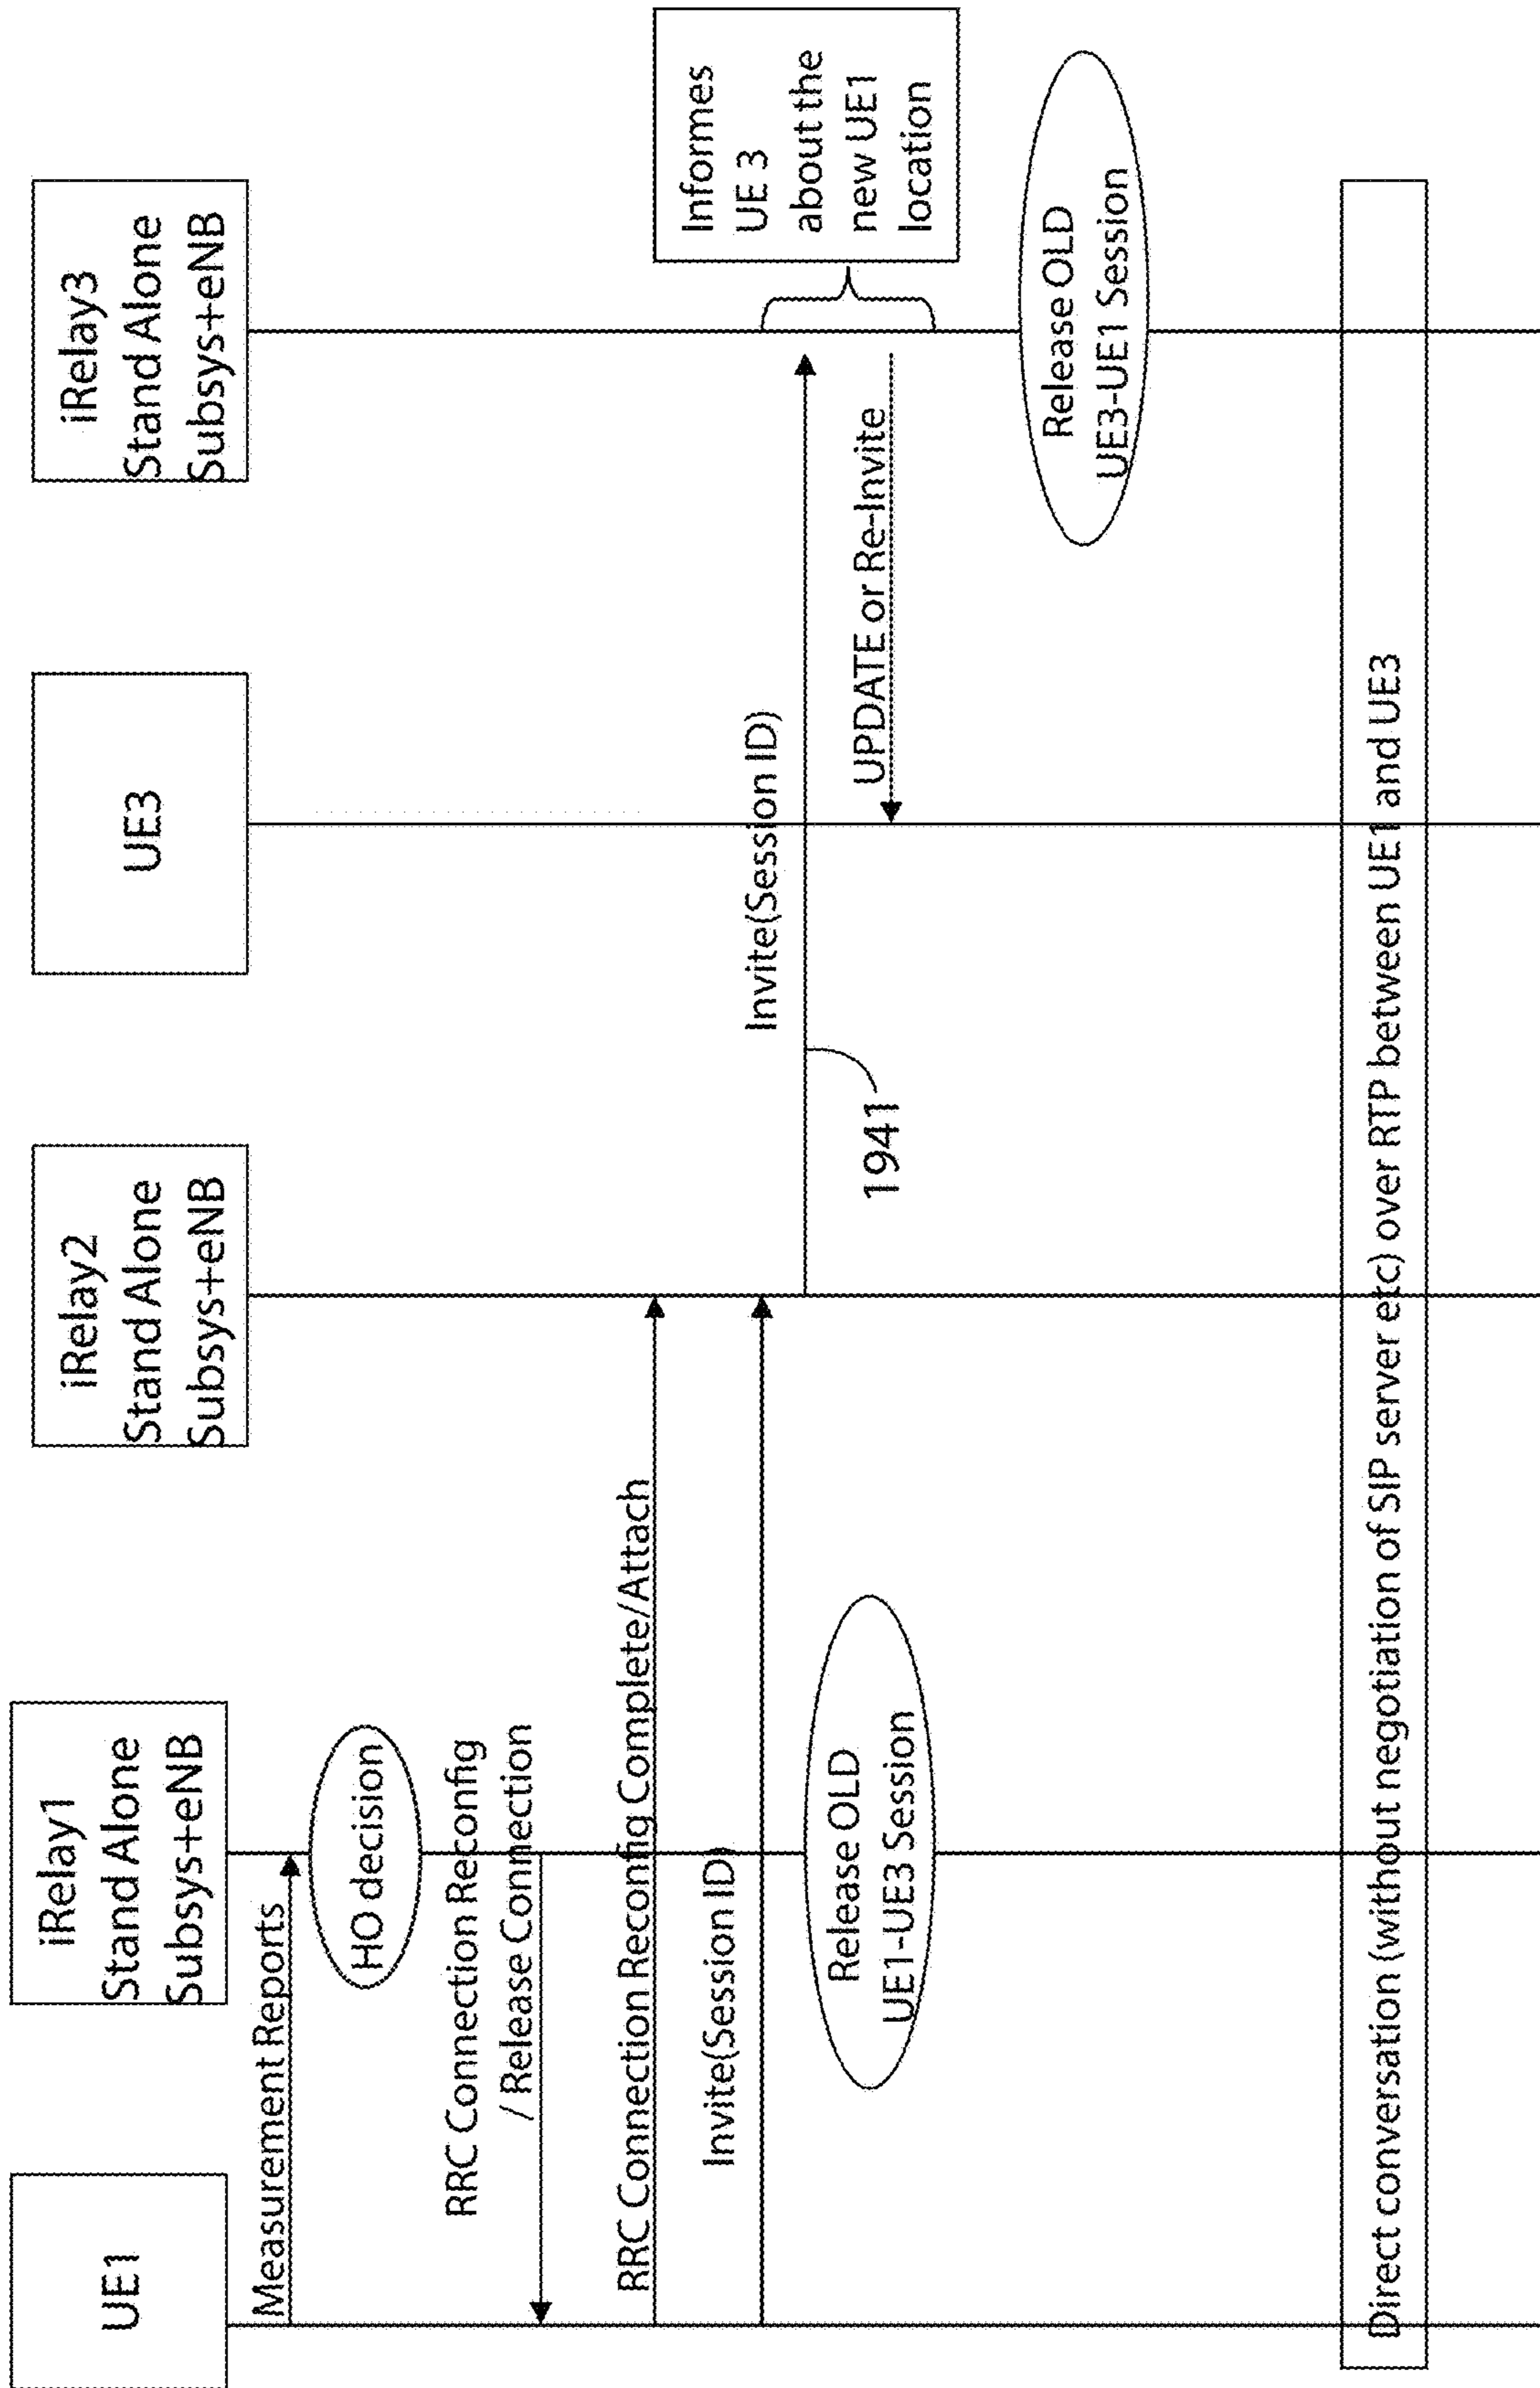 UE1
iRelay1
Stand Alone
Subsys+eNB
iRelay2
Stand Alone
Subsys+eNB
UE3
iRelay3
Stand Alone
Subsys+eNB
Measurement Reports
HO decision
RRC Connection Reconfig
/ Release Connection
RRC Connection Reconfig Complete/Attach
Invite(Session ID)
Invite(Session ID)
1941
Informes
UE 3
about the
new UE1
location
UPDATE or Re-Invite
Release OLD
UE1-UE3 Session
Release OLD
UE3-UE1 Session
Direct conversation (without negotiation of SIP server etc) over RTP between UE1 and UE3